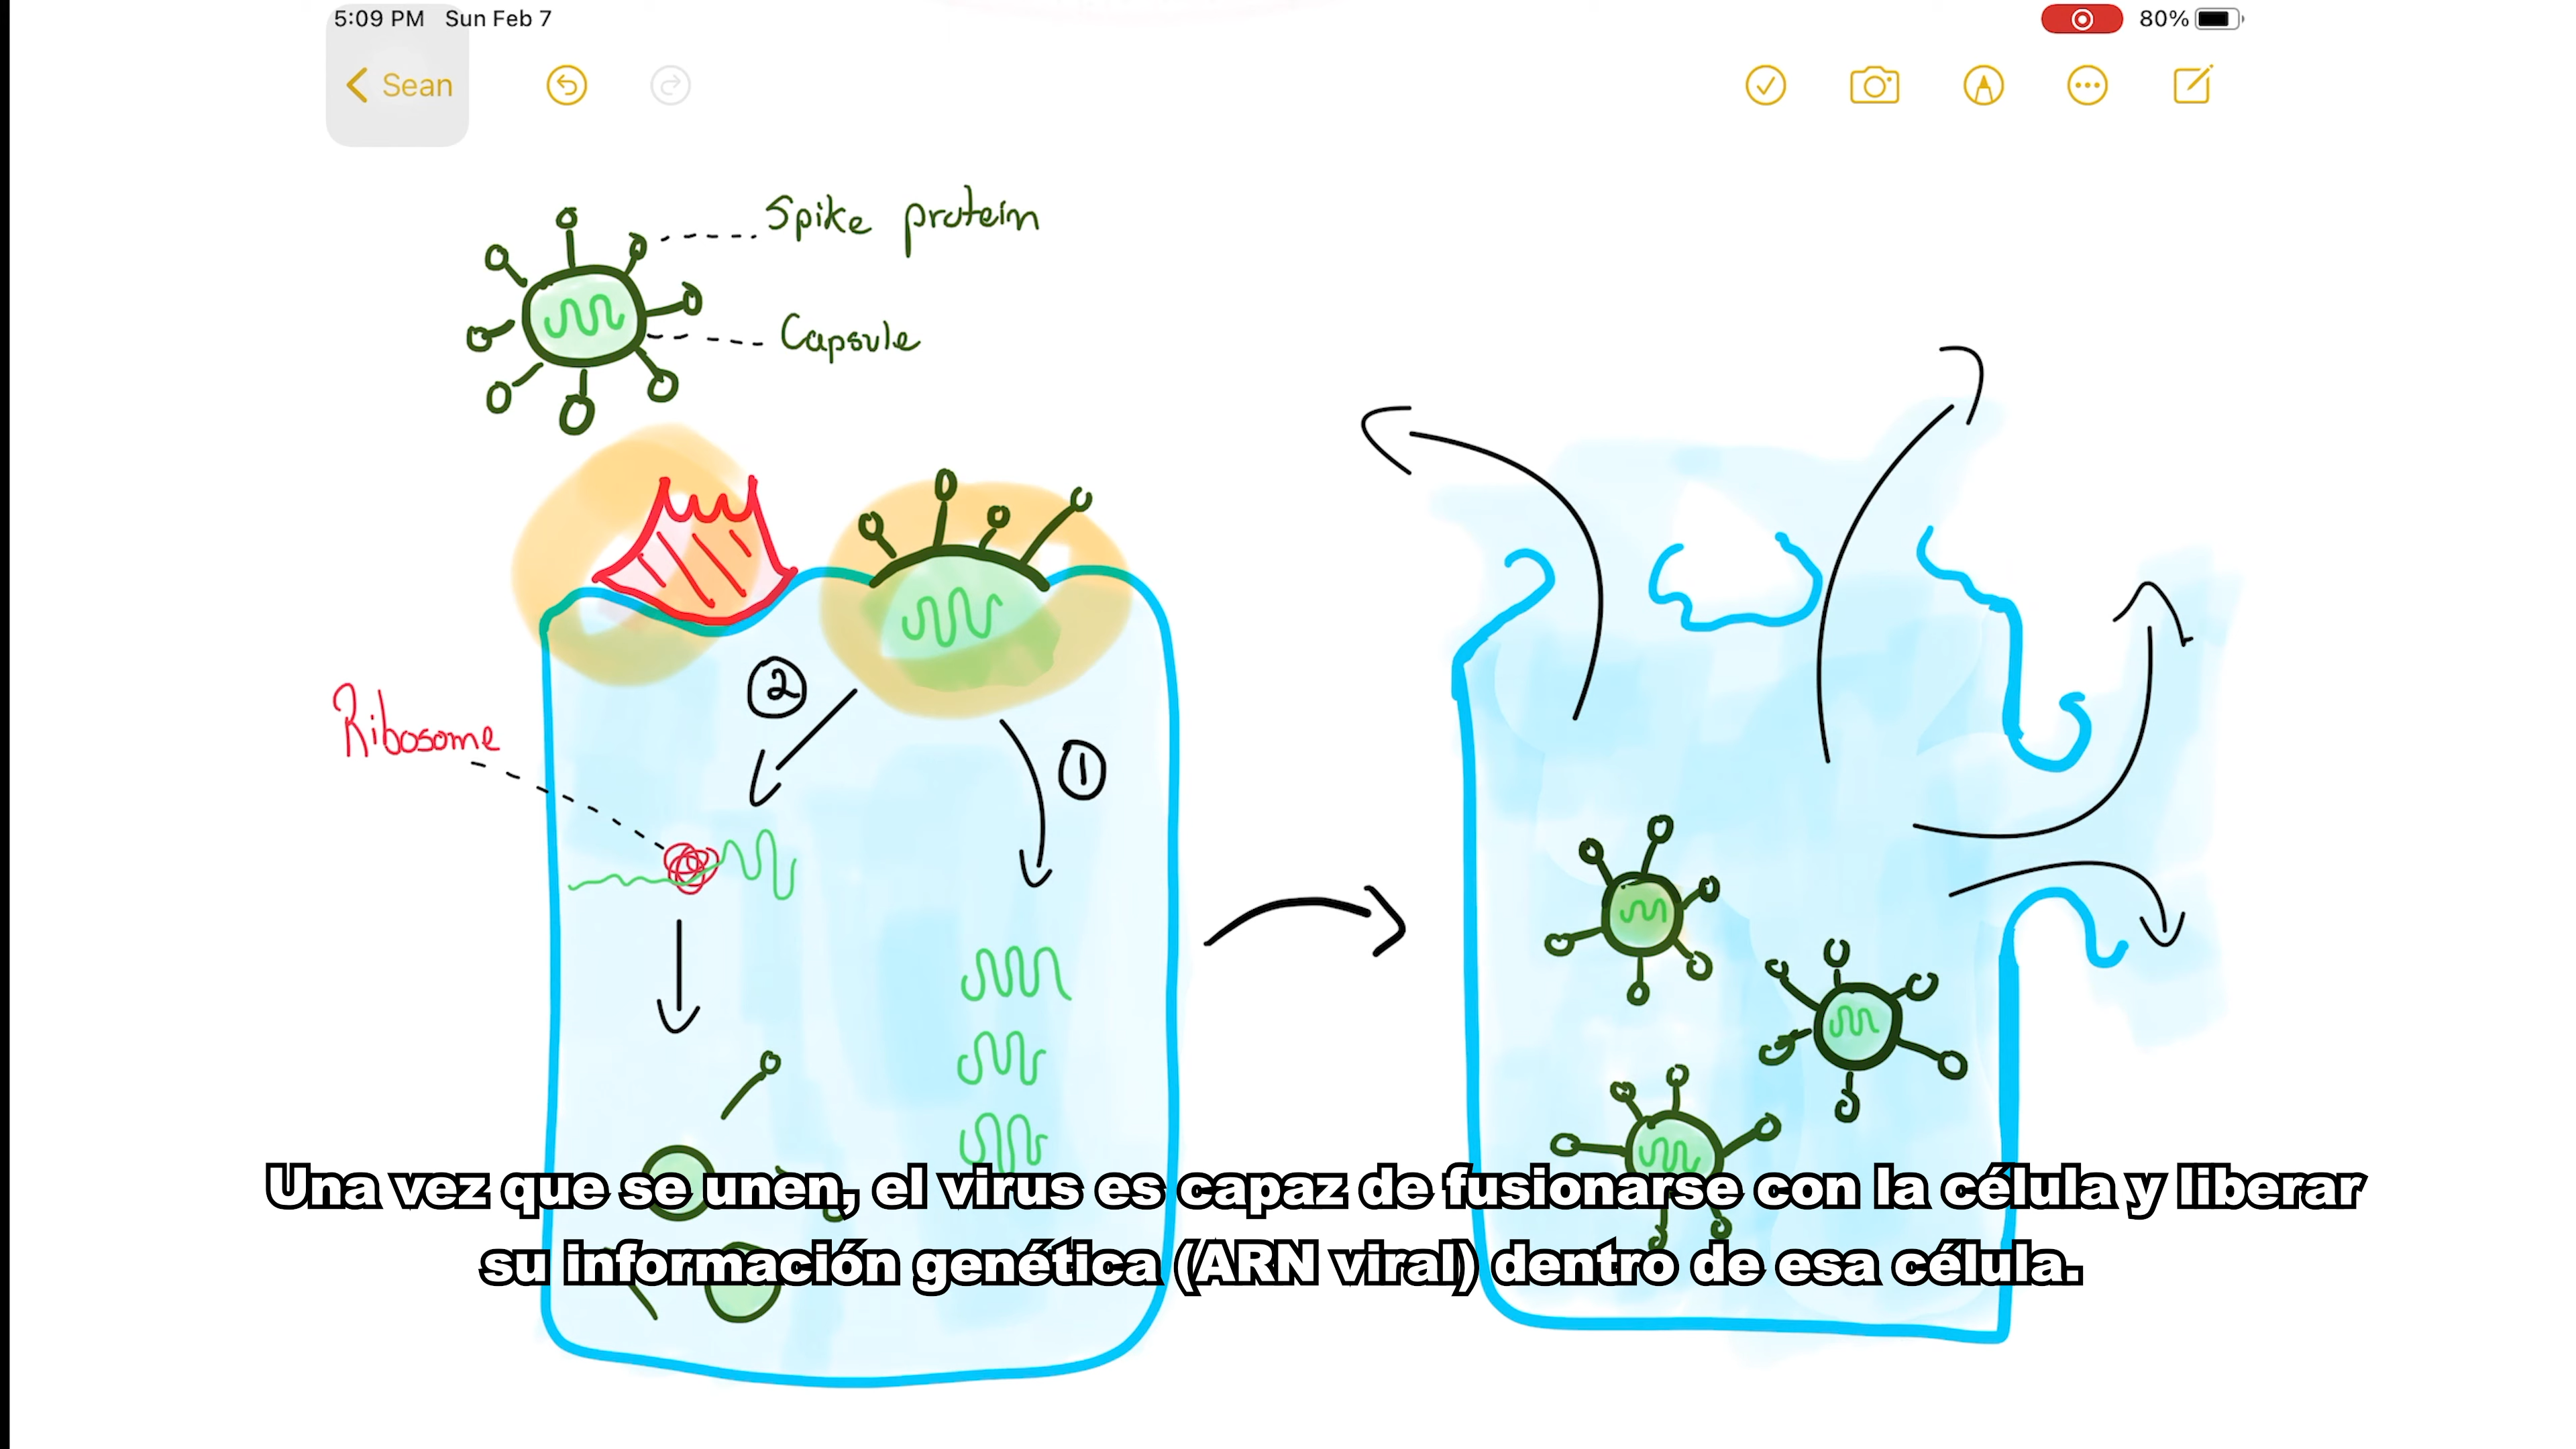 5:09 PM Sun Feb 7
80%
Sean
Spike protein
Capsule
2
1
Ribosome
Una vez que se unen, el virus es capaz de fusionarse con la célula y liberar
su información genética (ARN viral) dentro de esa célula.